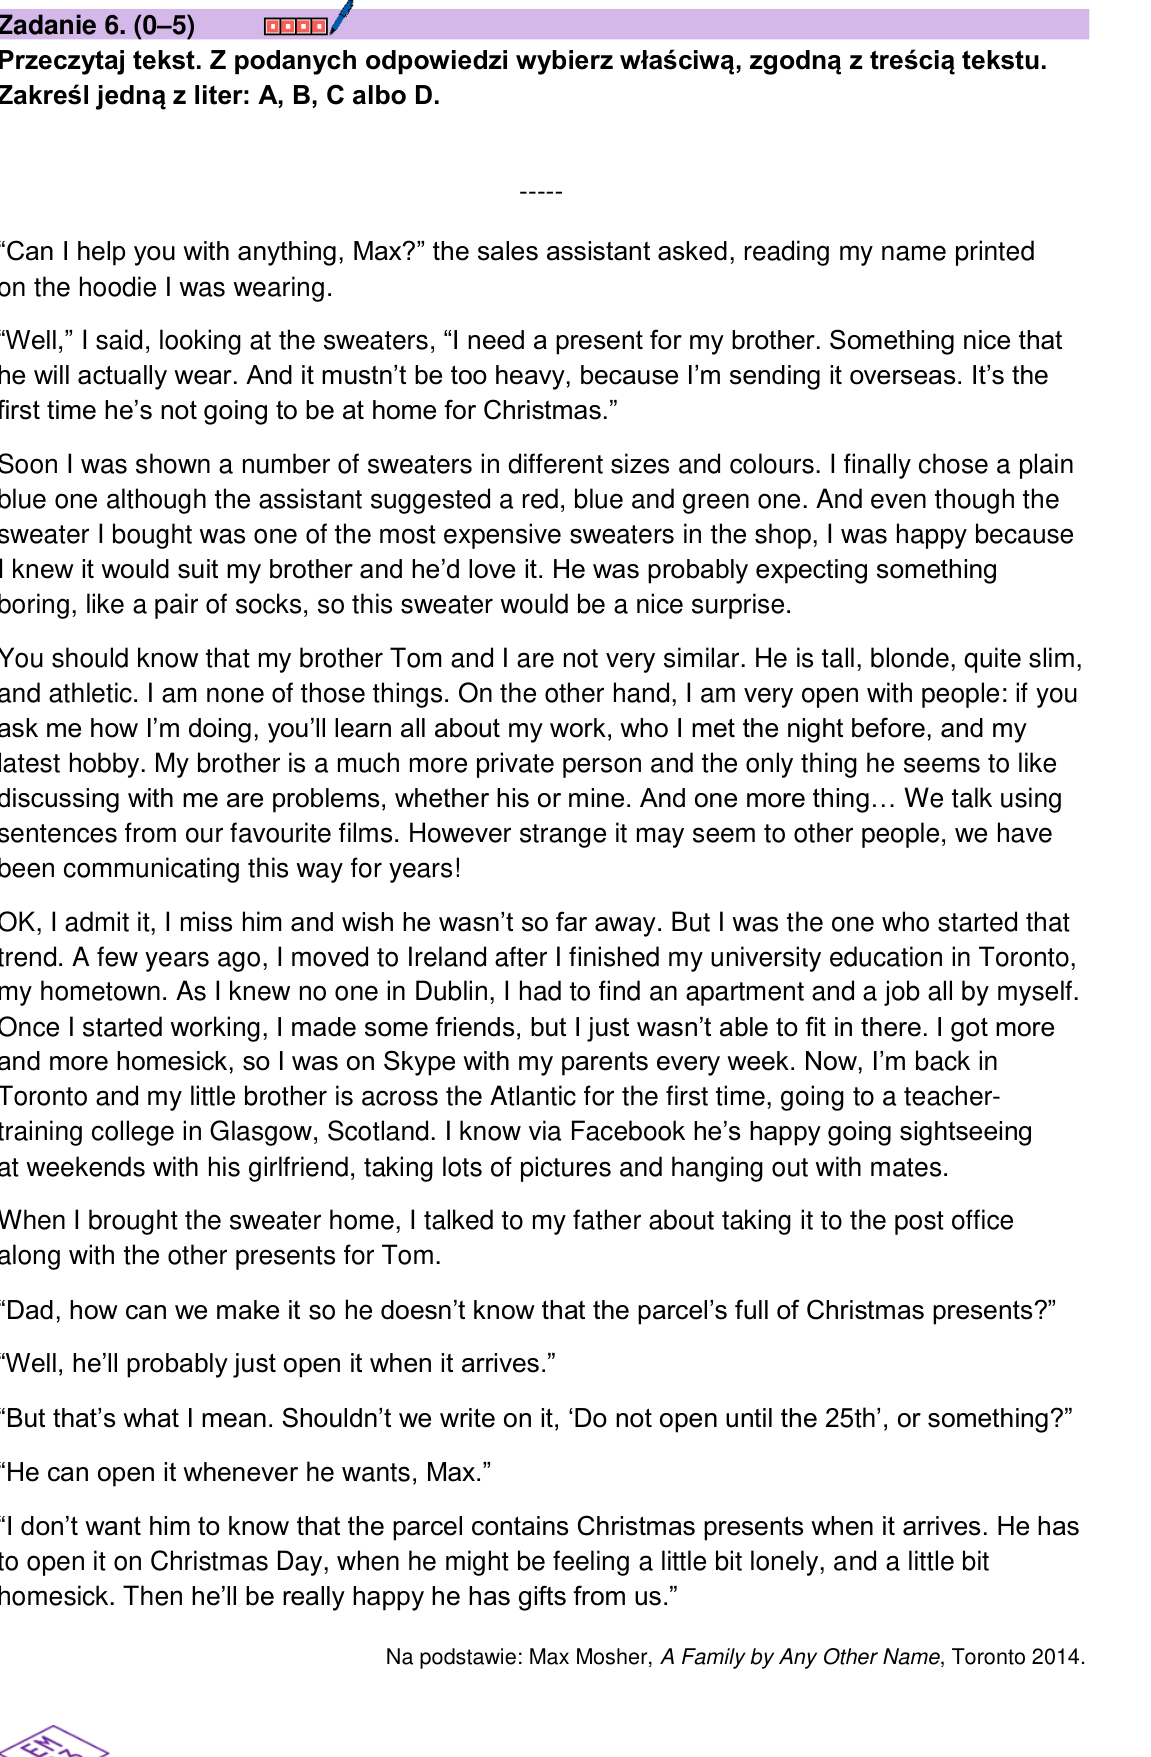 Zadanie 6. (0–5)
Przeczytaj tekst. Z podanych odpowiedzi wybierz właściwą, zgodną z treścią tekstu.
Zakreśl jedną z liter: A, B, C albo D.
-----
“Can I help you with anything, Max?” the sales assistant asked, reading my name printed
on the hoodie I was wearing.
“Well,” I said, looking at the sweaters, “I need a present for my brother. Something nice that
he will actually wear. And it mustn’t be too heavy, because I’m sending it overseas. It’s the
first time he’s not going to be at home for Christmas.”
Soon I was shown a number of sweaters in different sizes and colours. I finally chose a plain
blue one although the assistant suggested a red, blue and green one. And even though the
sweater I bought was one of the most expensive sweaters in the shop, I was happy because
I knew it would suit my brother and he’d love it. He was probably expecting something
boring, like a pair of socks, so this sweater would be a nice surprise.
You should know that my brother Tom and I are not very similar. He is tall, blonde, quite slim,
and athletic. I am none of those things. On the other hand, I am very open with people: if you
ask me how I’m doing, you’ll learn all about my work, who I met the night before, and my
latest hobby. My brother is a much more private person and the only thing he seems to like
discussing with me are problems, whether his or mine. And one more thing… We talk using
sentences from our favourite films. However strange it may seem to other people, we have
been communicating this way for years!
OK, I admit it, I miss him and wish he wasn’t so far away. But I was the one who started that
trend. A few years ago, I moved to Ireland after I finished my university education in Toronto,
my hometown. As I knew no one in Dublin, I had to find an apartment and a job all by myself.
Once I started working, I made some friends, but I just wasn’t able to fit in there. I got more
and more homesick, so I was on Skype with my parents every week. Now, I’m back in
Toronto and my little brother is across the Atlantic for the first time, going to a teacher-
training college in Glasgow, Scotland. I know via Facebook he’s happy going sightseeing
at weekends with his girlfriend, taking lots of pictures and hanging out with mates.
When I brought the sweater home, I talked to my father about taking it to the post office
along with the other presents for Tom.
“Dad, how can we make it so he doesn’t know that the parcel’s full of Christmas presents?”
“Well, he’ll probably just open it when it arrives.”
“But that’s what I mean. Shouldn’t we write on it, ‘Do not open until the 25th’, or something?”
“He can open it whenever he wants, Max.”
“I don’t want him to know that the parcel contains Christmas presents when it arrives. He has
to open it on Christmas Day, when he might be feeling a little bit lonely, and a little bit
homesick. Then he’ll be really happy he has gifts from us.”
Na podstawie: Max Mosher, A Family by Any Other Name, Toronto 2014.